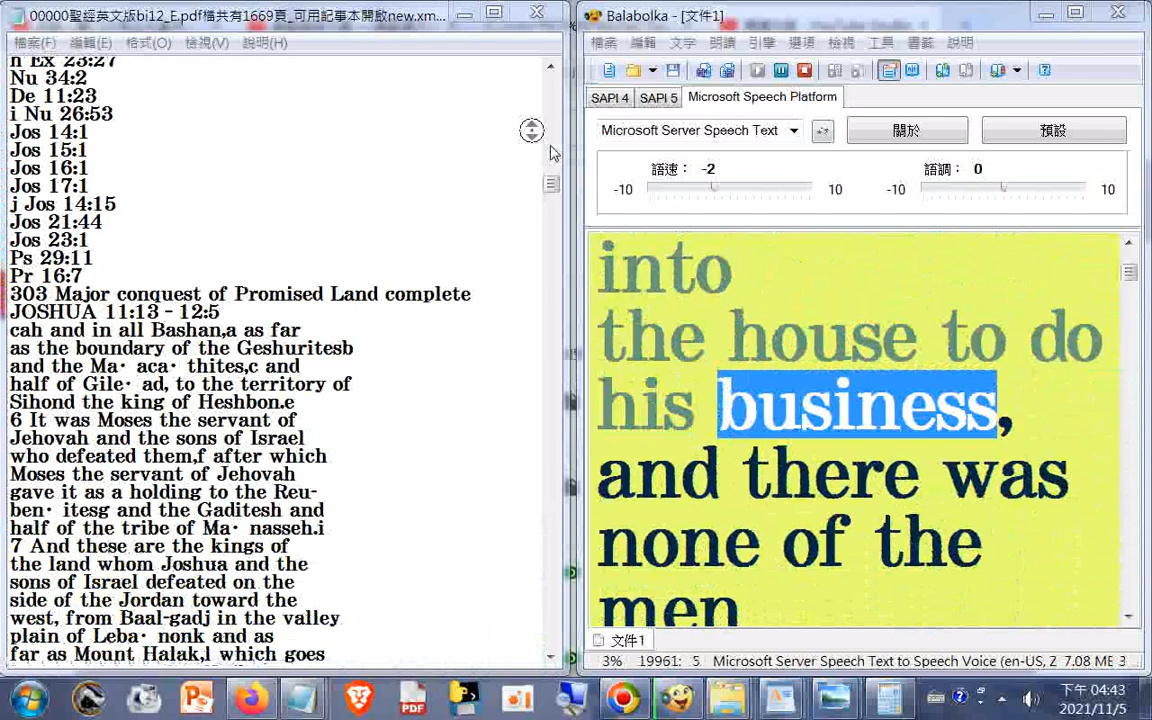 00000聖經英文版bi12_E.pdf檔共有1669頁_可用記事本開啟new.xm...
檔案(F) 編輯(E) 格式(O) 檢視(V) 說明(H)
h Ex 23:27
Nu 34:2
De 11:23
i Nu 26:53
Jos 14:1
Jos 15:1
Jos 16:1
Jos 17:1
j Jos 14:15
Jos 21:44
Jos 23:1
Ps 29:11
Pr 16:7
303 Major conquest of Promised Land complete
JOSHUA 11:13 - 12:5
cah and in all Bashan,a as far
as the boundary of the Geshuritesb
and the Ma·aca·thites,c and
half of Gile·ad, to the territory of
Sihond the king of Heshbon.e
6 It was Moses the servant of
Jehovah and the sons of Israel
who defeated them,f after which
Moses the servant of Jehovah
gave it as a holding to the Reu-
ben·itesg and the Gaditesh and
half of the tribe of Ma·nasseh.i
7 And these are the kings of
the land whom Joshua and the
sons of Israel defeated on the
side of the Jordan toward the
west, from Baal-gadj in the valley
plain of Leba·nonk and as
far as Mount Halak,l which goes
Balabolka - [文件1]
檔案 編輯 文字 朗讀 引擎 選項 檢視 工具 書籤 說明
SAPI 4 SAPI 5 Microsoft Speech Platform
Microsoft Server Speech Text 關於 預設
語速： -2 語調： 0
-10 10 -10 10
into
the house to do
his business,
and there was
none of the
men
文件1
3% 19961: 5 Microsoft Server Speech Text to Speech Voice (en-US, Z 7.08 ME 3
PDF
下午 04:43
2021/11/5